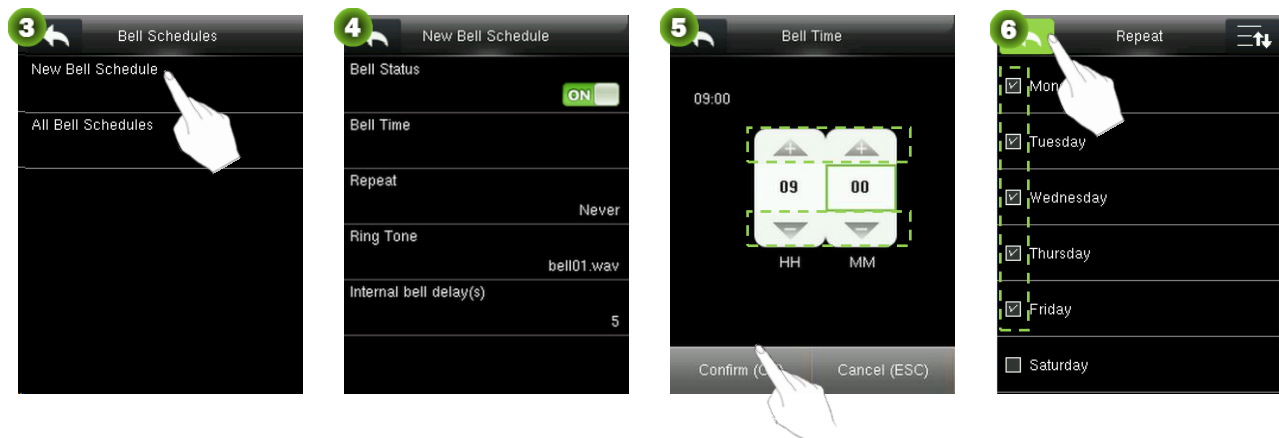 3
Bell Schedules
New Bell Schedule
All Bell Schedules
4
New Bell Schedule
Bell Status
ON
Bell Time
Repeat
Never
Ring Tone
bell01.wav
Internal bell delay(s)
5
5
Bell Time
09:00
09 00
HH MM
Confirm Cancel (ESC)
6
Repeat
Tuesday
Wednesday
Thursday
Friday
Saturday